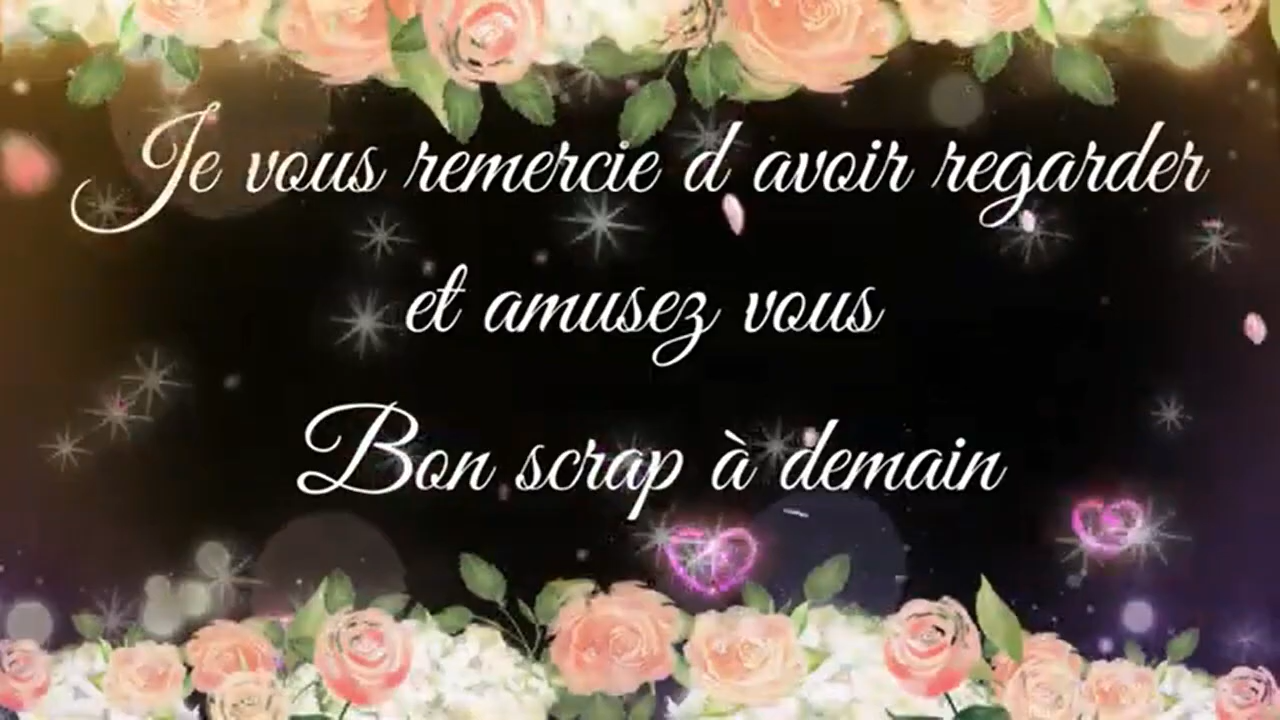 Je vous remercie d avoir regarder
et amusez vous
Bon scrap à demain